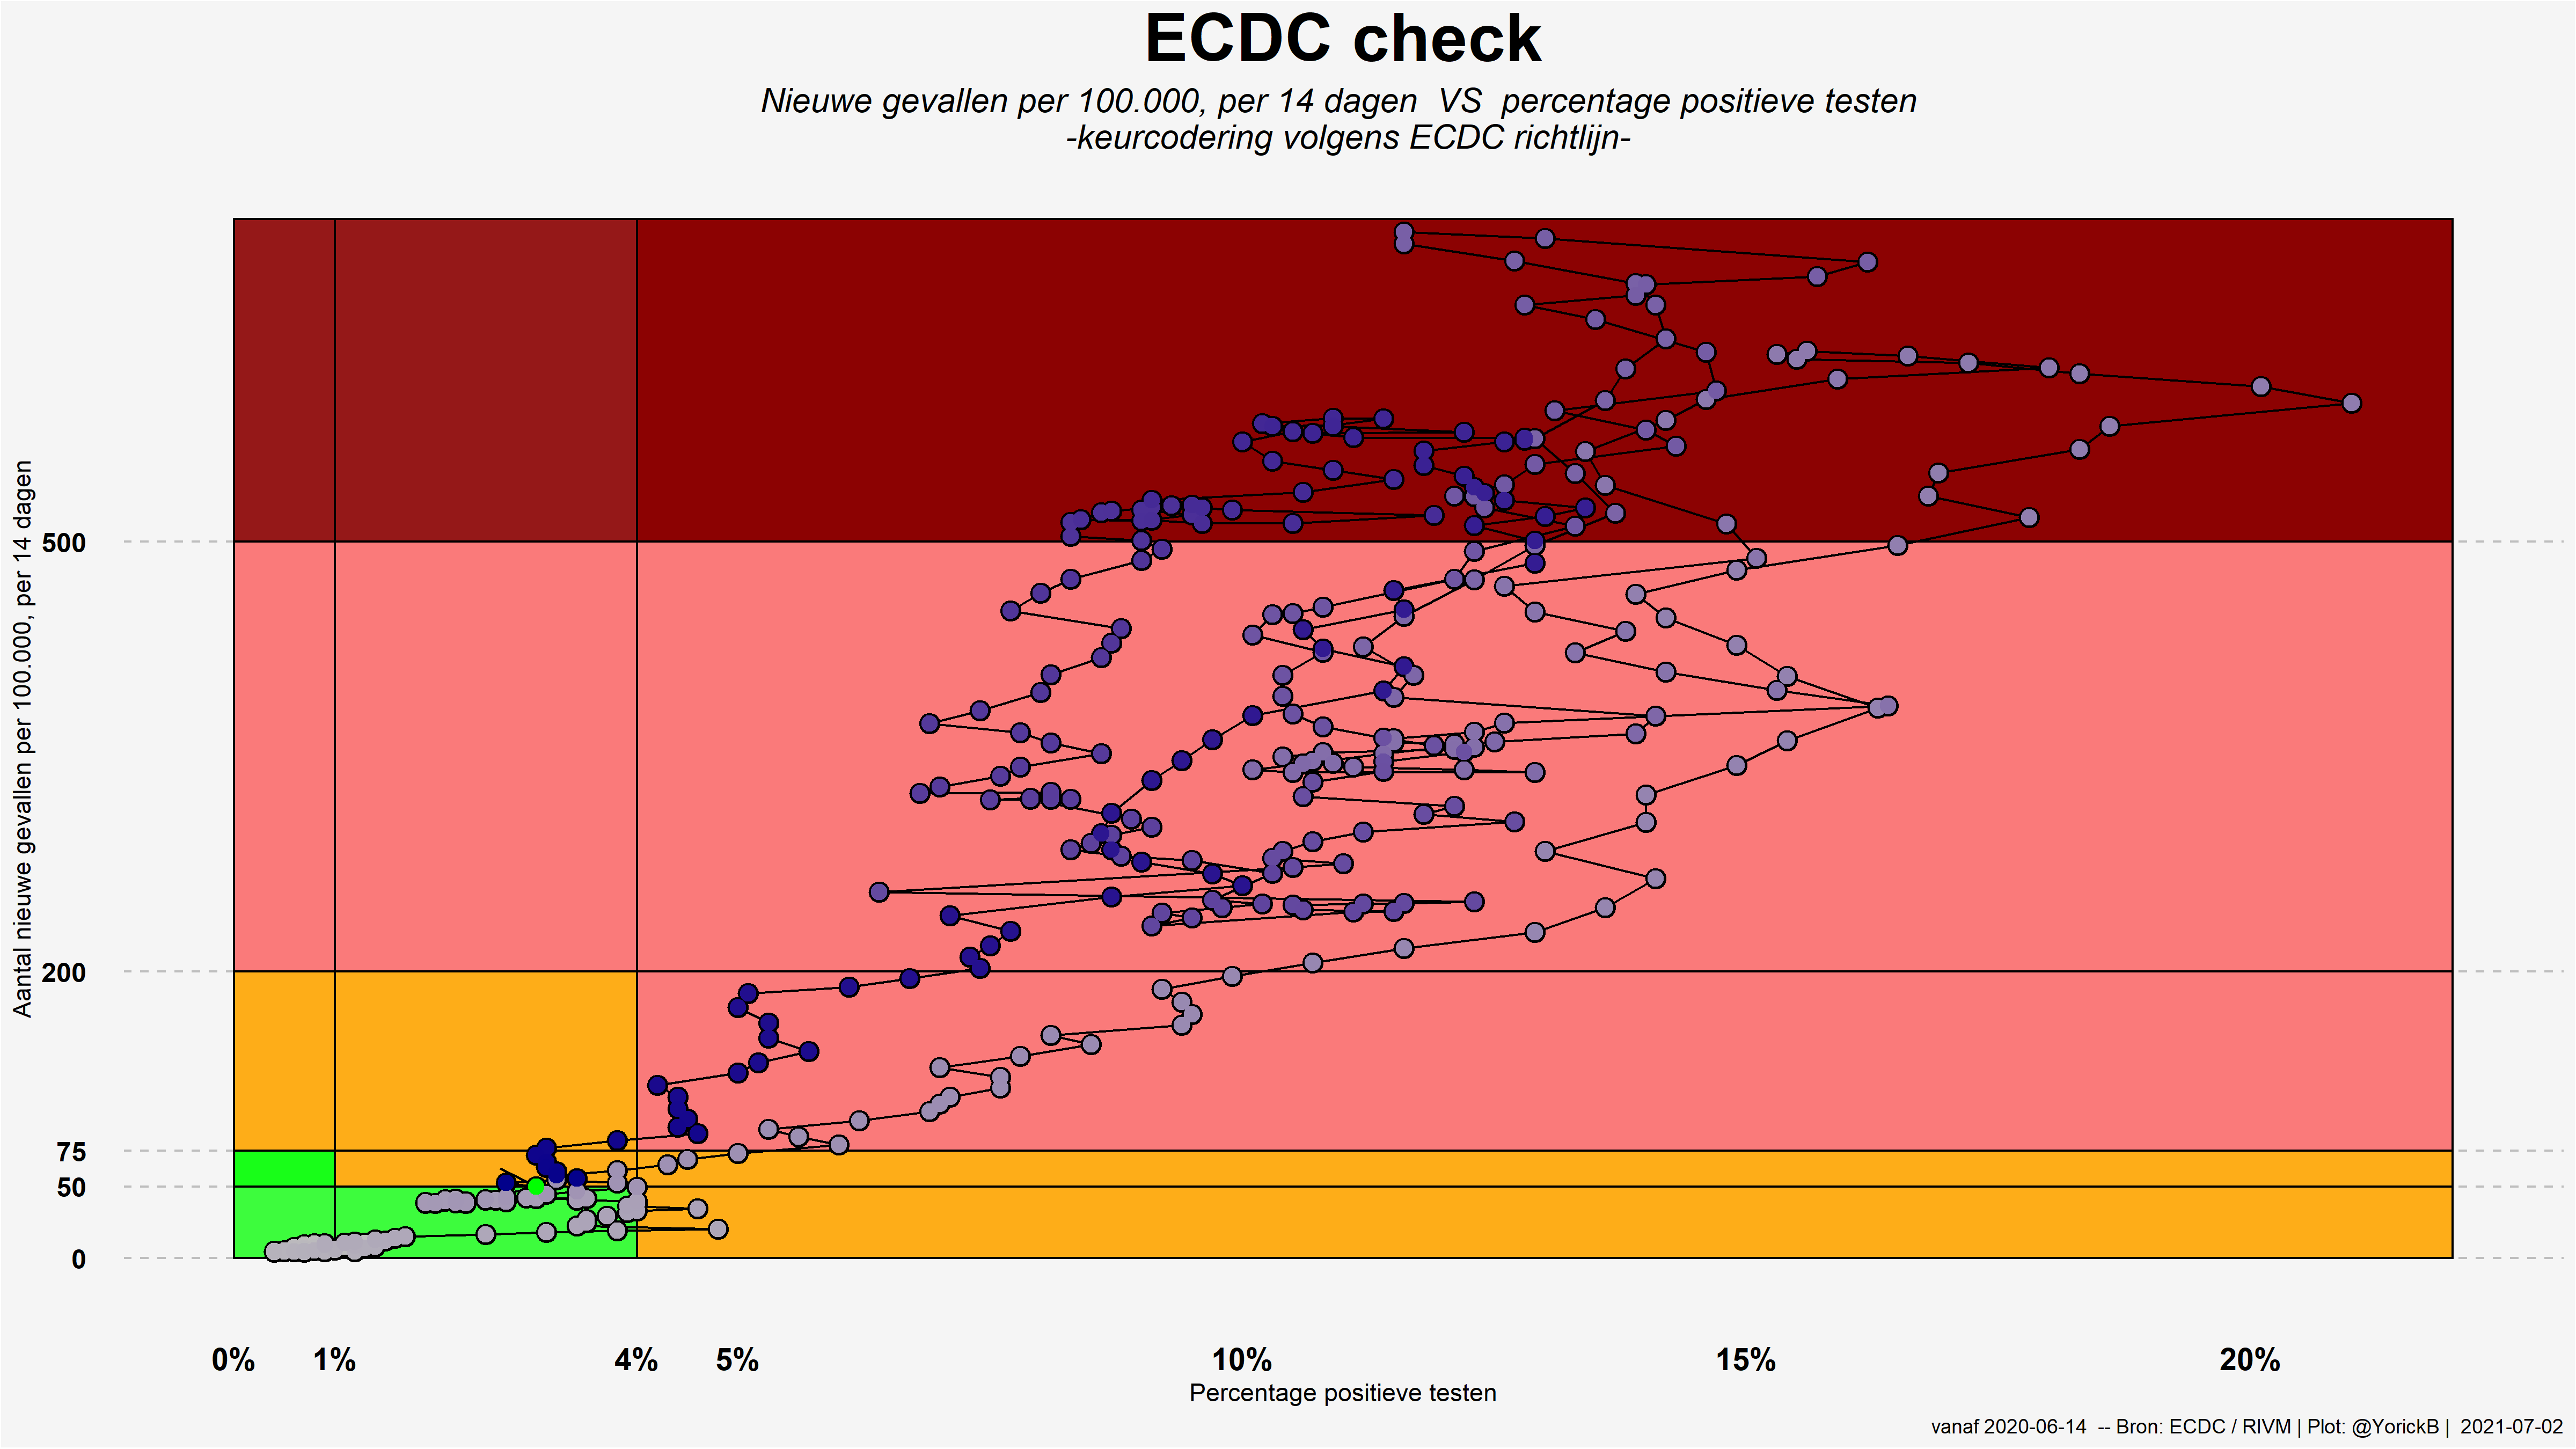 ECDC check
Nieuwe gevallen per 100.000, per 14 dagen  VS  percentage positieve testen
-keurcodering volgens ECDC richtlijn-
Aantal nieuwe gevallen per 100.000, per 14 dagen
500
200
75
50
0
0% 1% 4% 5% 10% 15% 20%
Percentage positieve testen
vanaf 2020-06-14  -- Bron: ECDC / RIVM | Plot: @YorickB |  2021-07-02